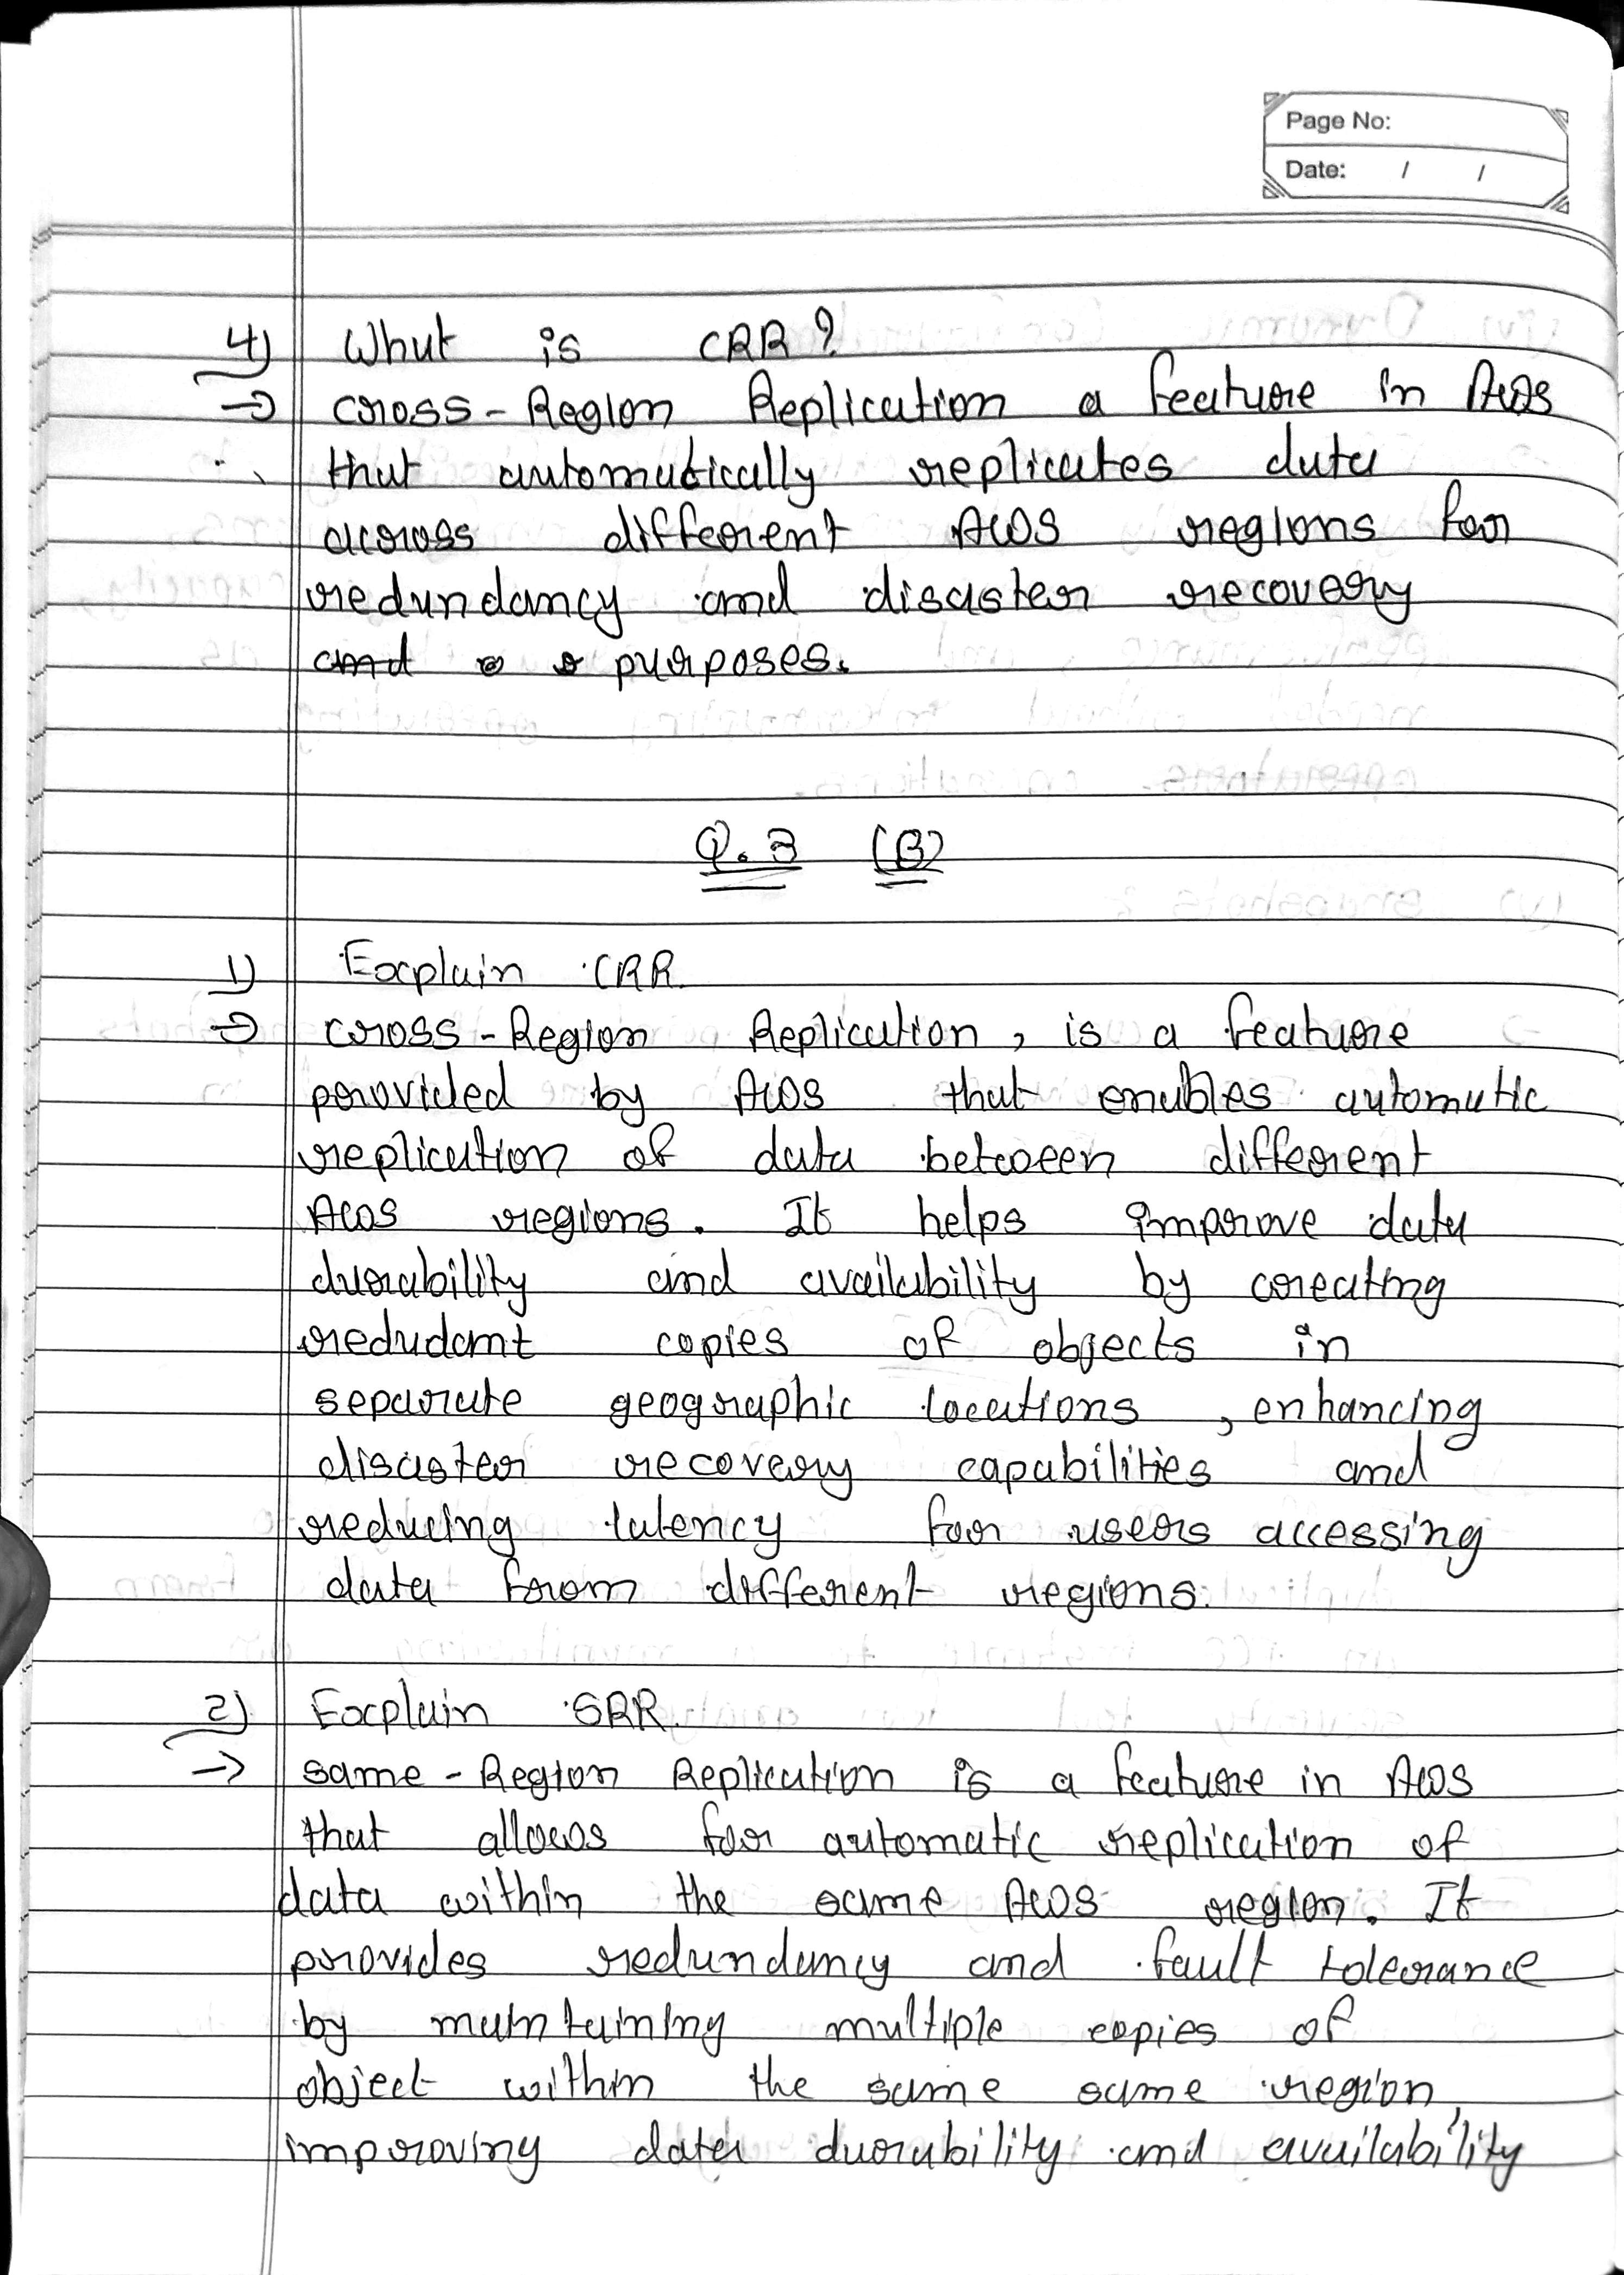 Page No:
Date: / /
4) What is CRR?
→ cross-Region Replication a feature in AWS
that automatically replicates data
across different AWS regions for
redundancy and disaster recovery
and purposes.
Q.3 (B)
1) Explain CRR.
→ cross-Region Replication, is a feature
provided by AWS that enables automatic
replication of data between different
AWS regions. It helps improve data
durability and availability by creating
redudant copies of objects in
separate geographic locations, enhancing
disaster recovery capabilities and
reducing latency for users accessing
data from different regions.
2) Explain SRR.
→ same-Region Replication is a feature in AWS
that allows for automatic replication of
data within the same AWS region. It
provides redundancy and fault tolerance
by maintaining multiple copies of
object within the same same region,
improving data durability and availability